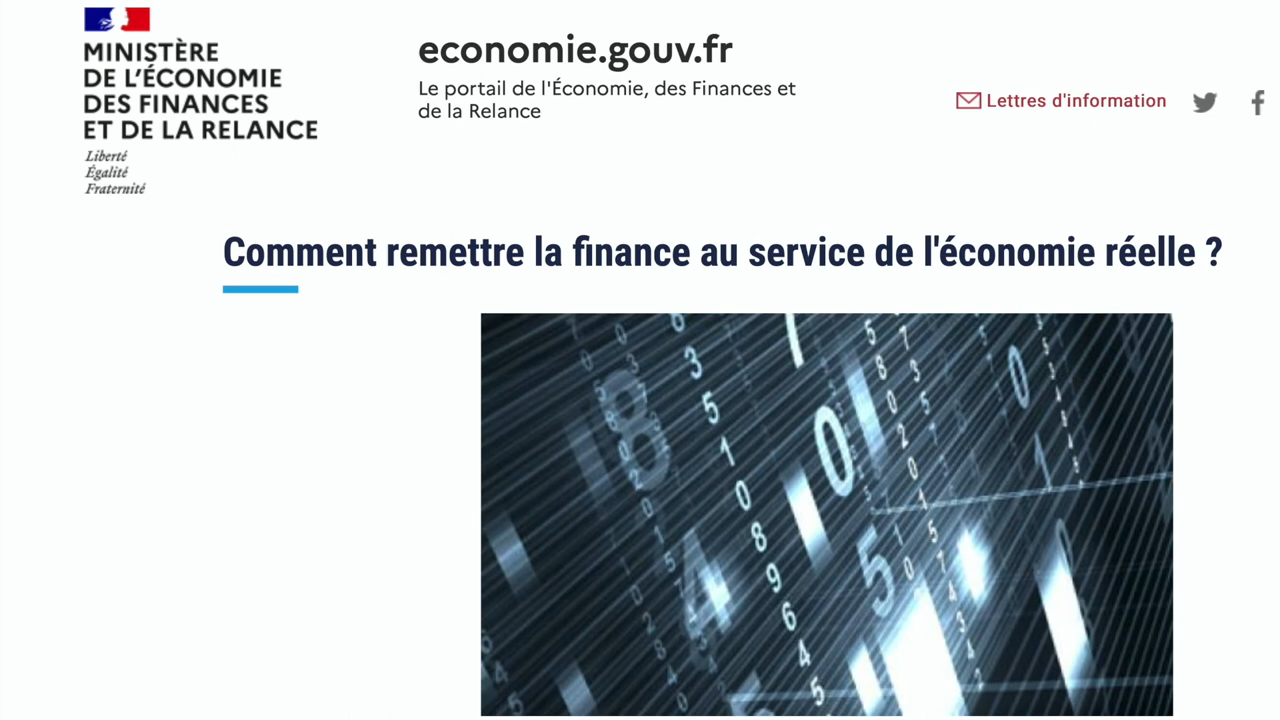 MINISTÈRE
DE L'ÉCONOMIE
DES FINANCES
ET DE LA RELANCE
Liberté
Égalité
Fraternité
economie.gouv.fr
Le portail de l'Économie, des Finances et
de la Relance
Lettres d'information
Comment remettre la finance au service de l'économie réelle ?